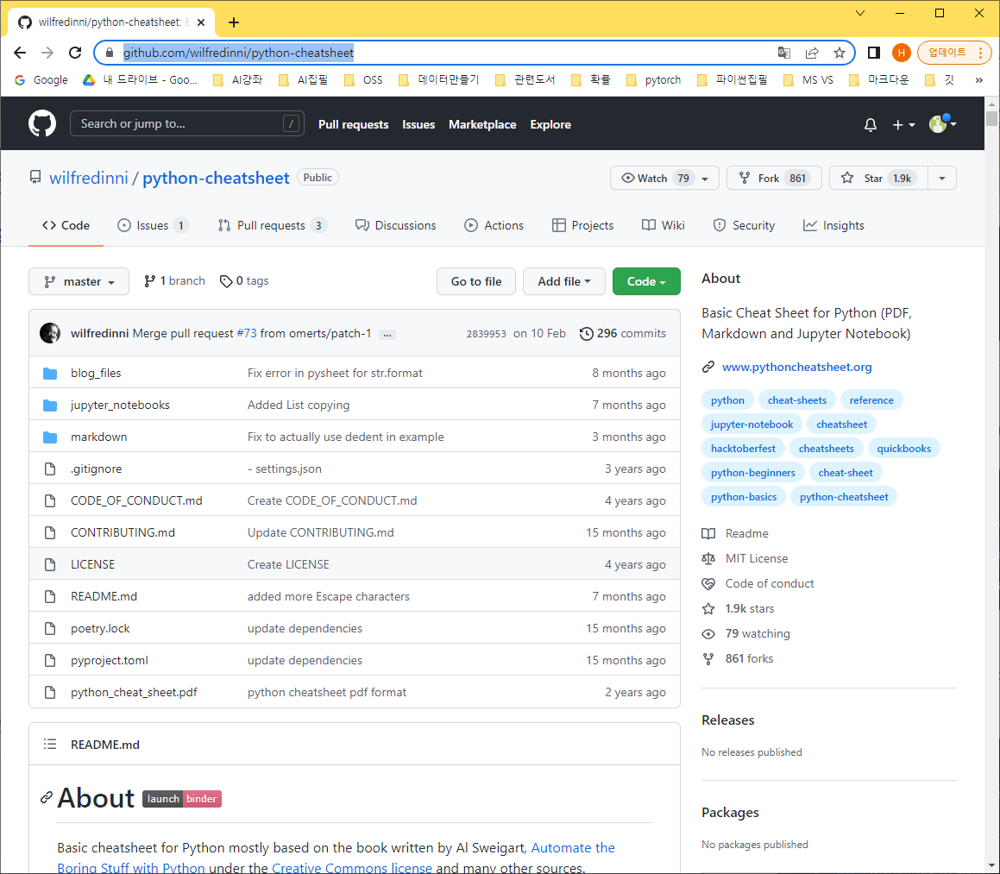 wilfredinni/python-cheatsheet:
github.com/wilfredinni/python-cheatsheet
H 업데이트
Google 내 드라이브 - Goo... AI강좌 AI집필 OSS 데이터만들기 관련도서 확률 pytorch 파이썬집필 MS VS 마크다운 깃 »
Search or jump to... / Pull requests Issues Marketplace Explore
wilfredinni / python-cheatsheet Public Watch 79 Fork 861 Star 1.9k
Code Issues 1 Pull requests 3 Discussions Actions Projects Wiki Security Insights
master 1 branch 0 tags Go to file Add file Code
wilfredinni Merge pull request #73 from omerts/patch-1 ... 2839953 on 10 Feb 296 commits
blog_files Fix error in pysheet for str.format 8 months ago
jupyter_notebooks Added List copying 7 months ago
markdown Fix to actually use dedent in example 3 months ago
.gitignore - settings.json 3 years ago
CODE_OF_CONDUCT.md Create CODE_OF_CONDUCT.md 4 years ago
CONTRIBUTING.md Update CONTRIBUTING.md 15 months ago
LICENSE Create LICENSE 4 years ago
README.md added more Escape characters 7 months ago
poetry.lock update dependencies 15 months ago
pyproject.toml update dependencies 15 months ago
python_cheat_sheet.pdf python cheatsheet pdf format 2 years ago
README.md
About launch binder
Basic cheatsheet for Python mostly based on the book written by Al Sweigart, Automate the
Boring Stuff with Python under the Creative Commons license and many other sources.
About
Basic Cheat Sheet for Python (PDF,
Markdown and Jupyter Notebook)
www.pythoncheatsheet.org
python cheat-sheets reference
jupyter-notebook cheatsheet
hacktoberfest cheatsheets quickbooks
python-beginners cheat-sheet
python-basics python-cheatsheet
Readme
MIT License
Code of conduct
1.9k stars
79 watching
861 forks
Releases
No releases published
Packages
No packages published